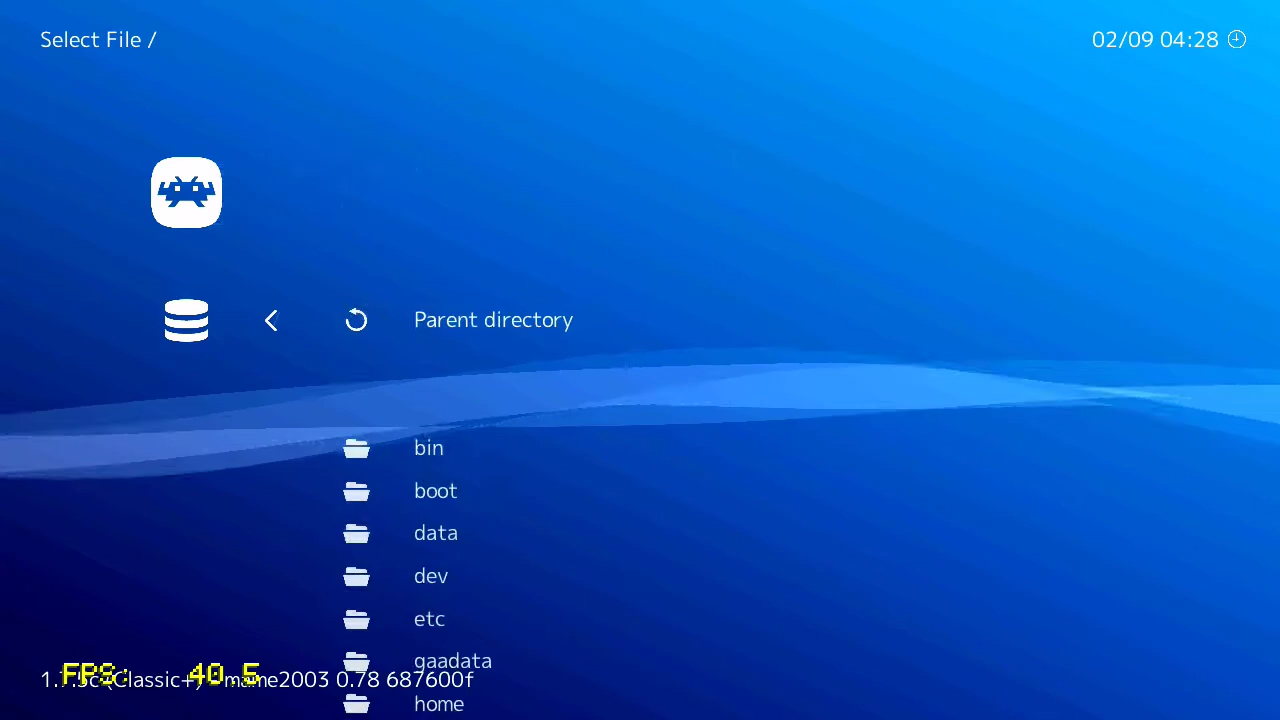 Select File /
02/09 04:28
Parent directory
bin
boot
data
dev
etc
gaadata
FPS: 40.5
mame2003 0.78 687600f
home